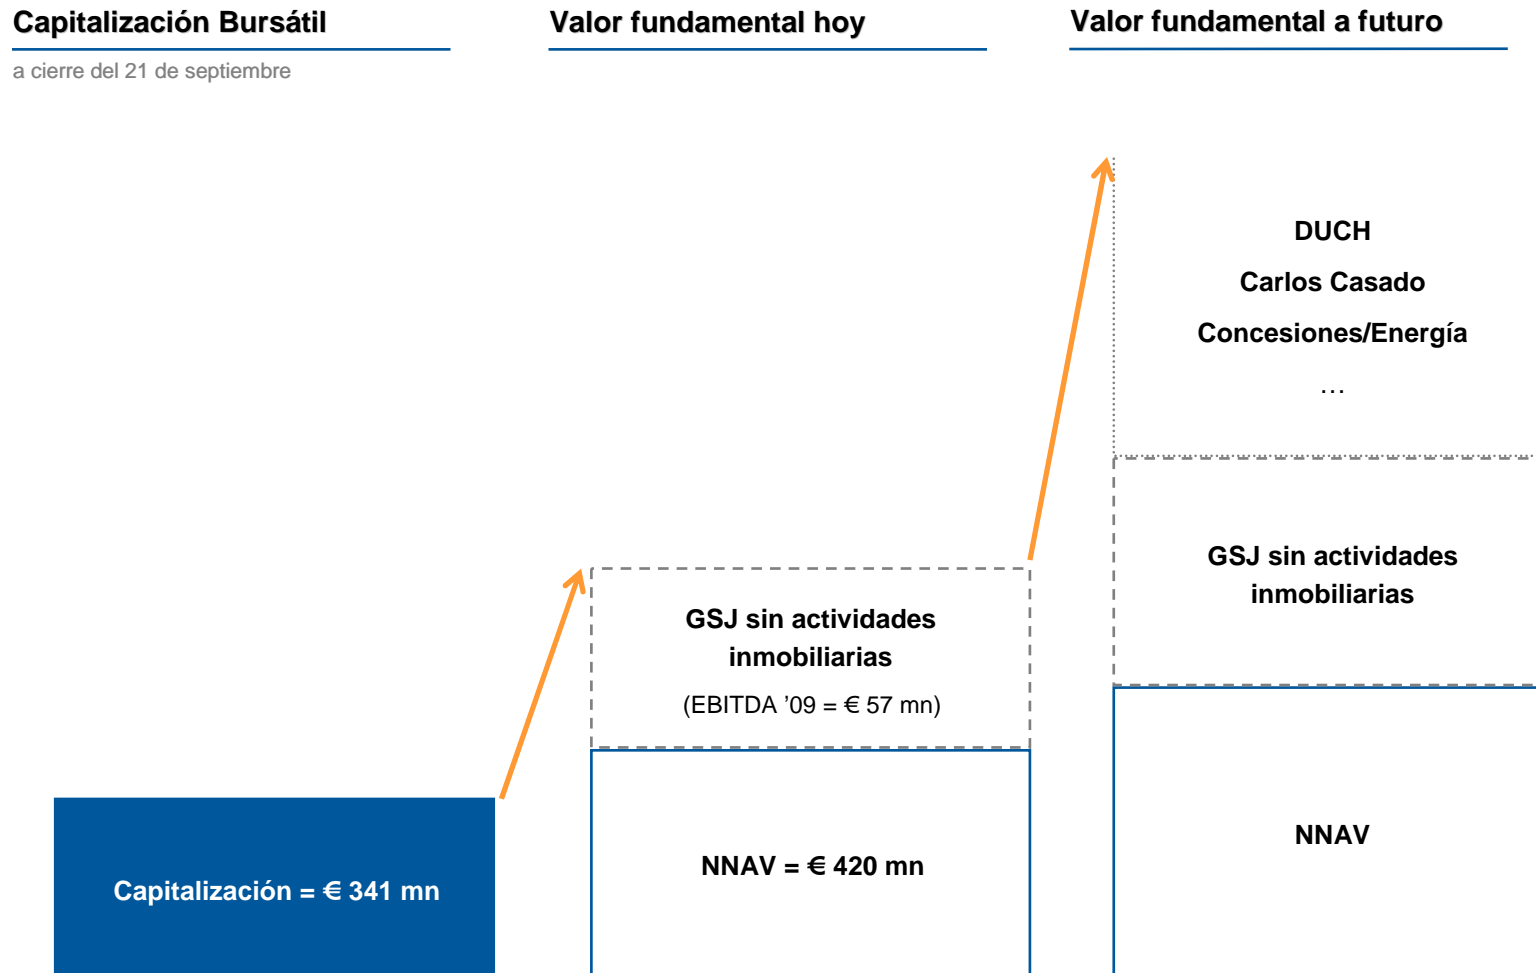 Capitalización Bursátil
a cierre del 21 de septiembre
Capitalización = € 341 mn
Valor fundamental hoy
GSJ sin actividades
inmobiliarias
(EBITDA ’09 = € 57 mn)
NNAV = € 420 mn
Valor fundamental a futuro
DUCH
Carlos Casado
Concesiones/Energía
…
GSJ sin actividades
inmobiliarias
NNAV